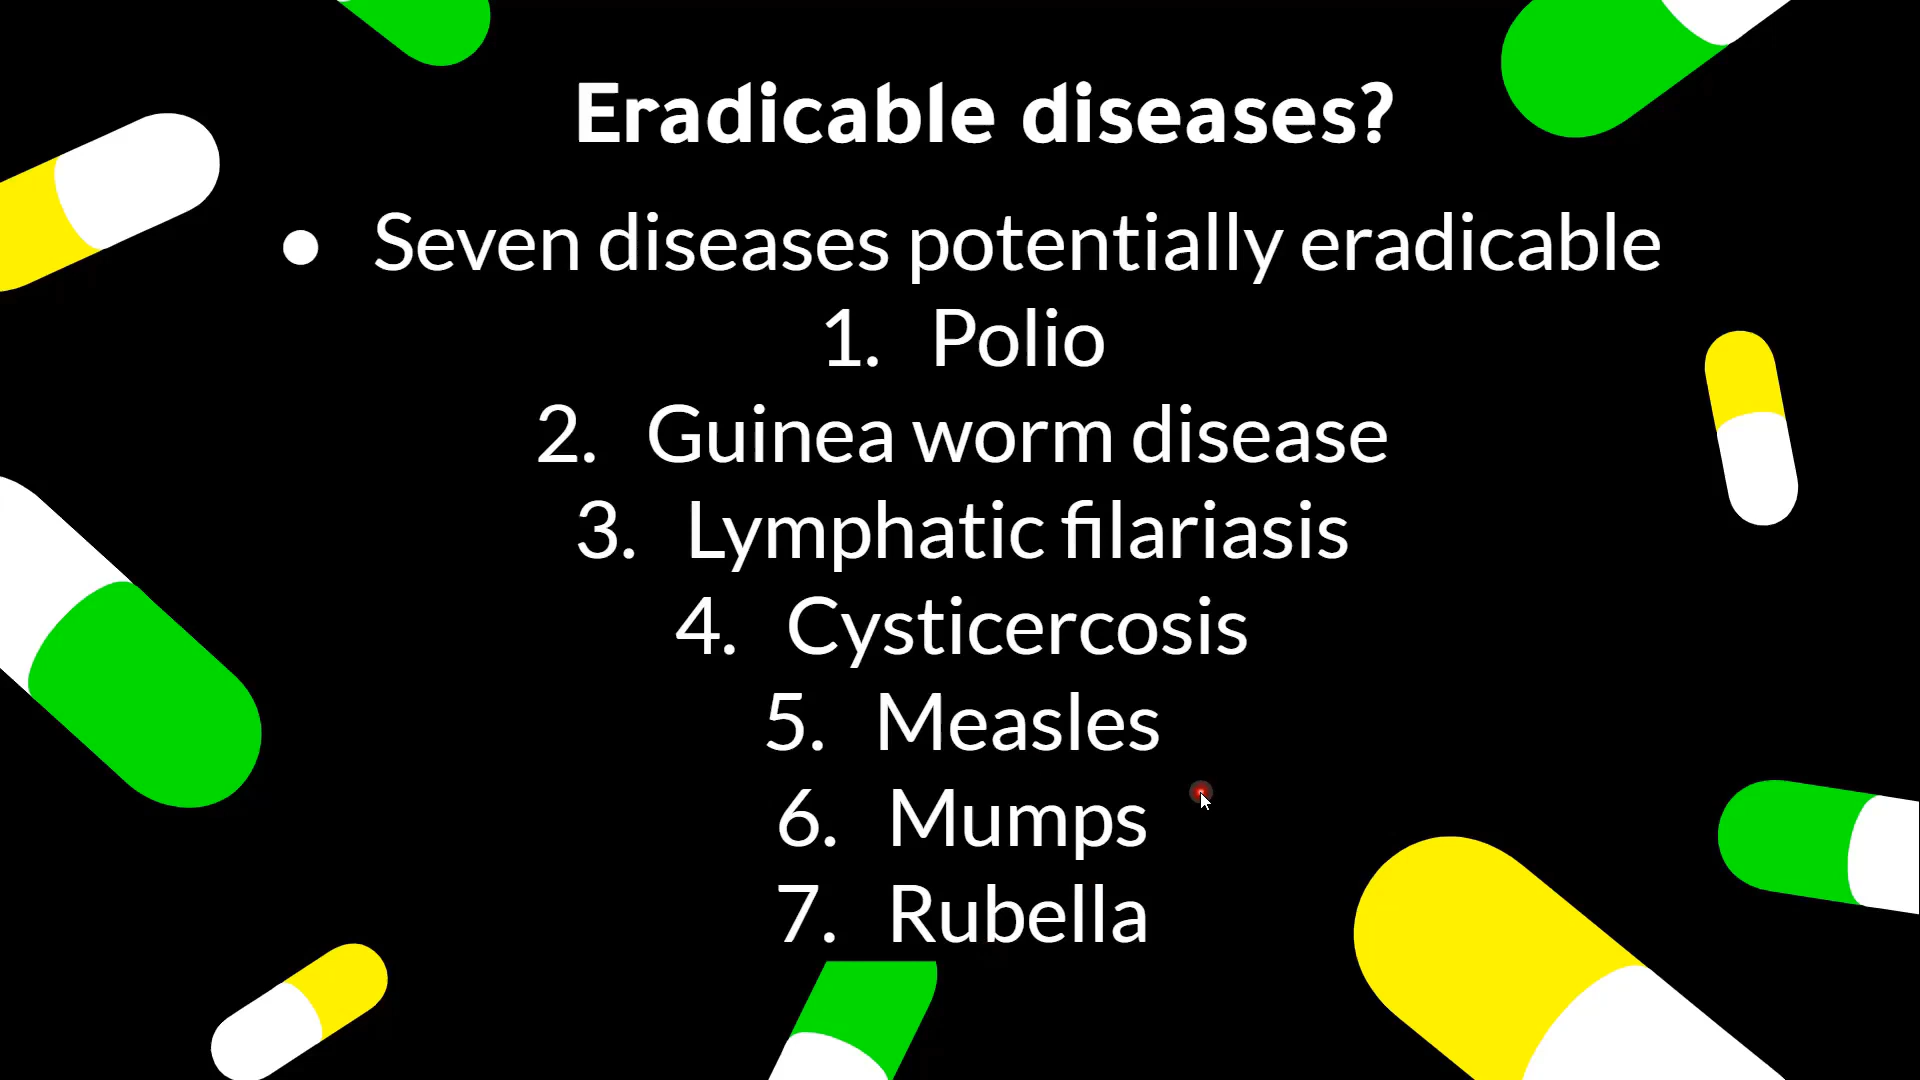 Eradicable diseases?
● Seven diseases potentially eradicable
1. Polio
2. Guinea worm disease
3. Lymphatic filariasis
4. Cysticercosis
5. Measles
6. Mumps
7. Rubella